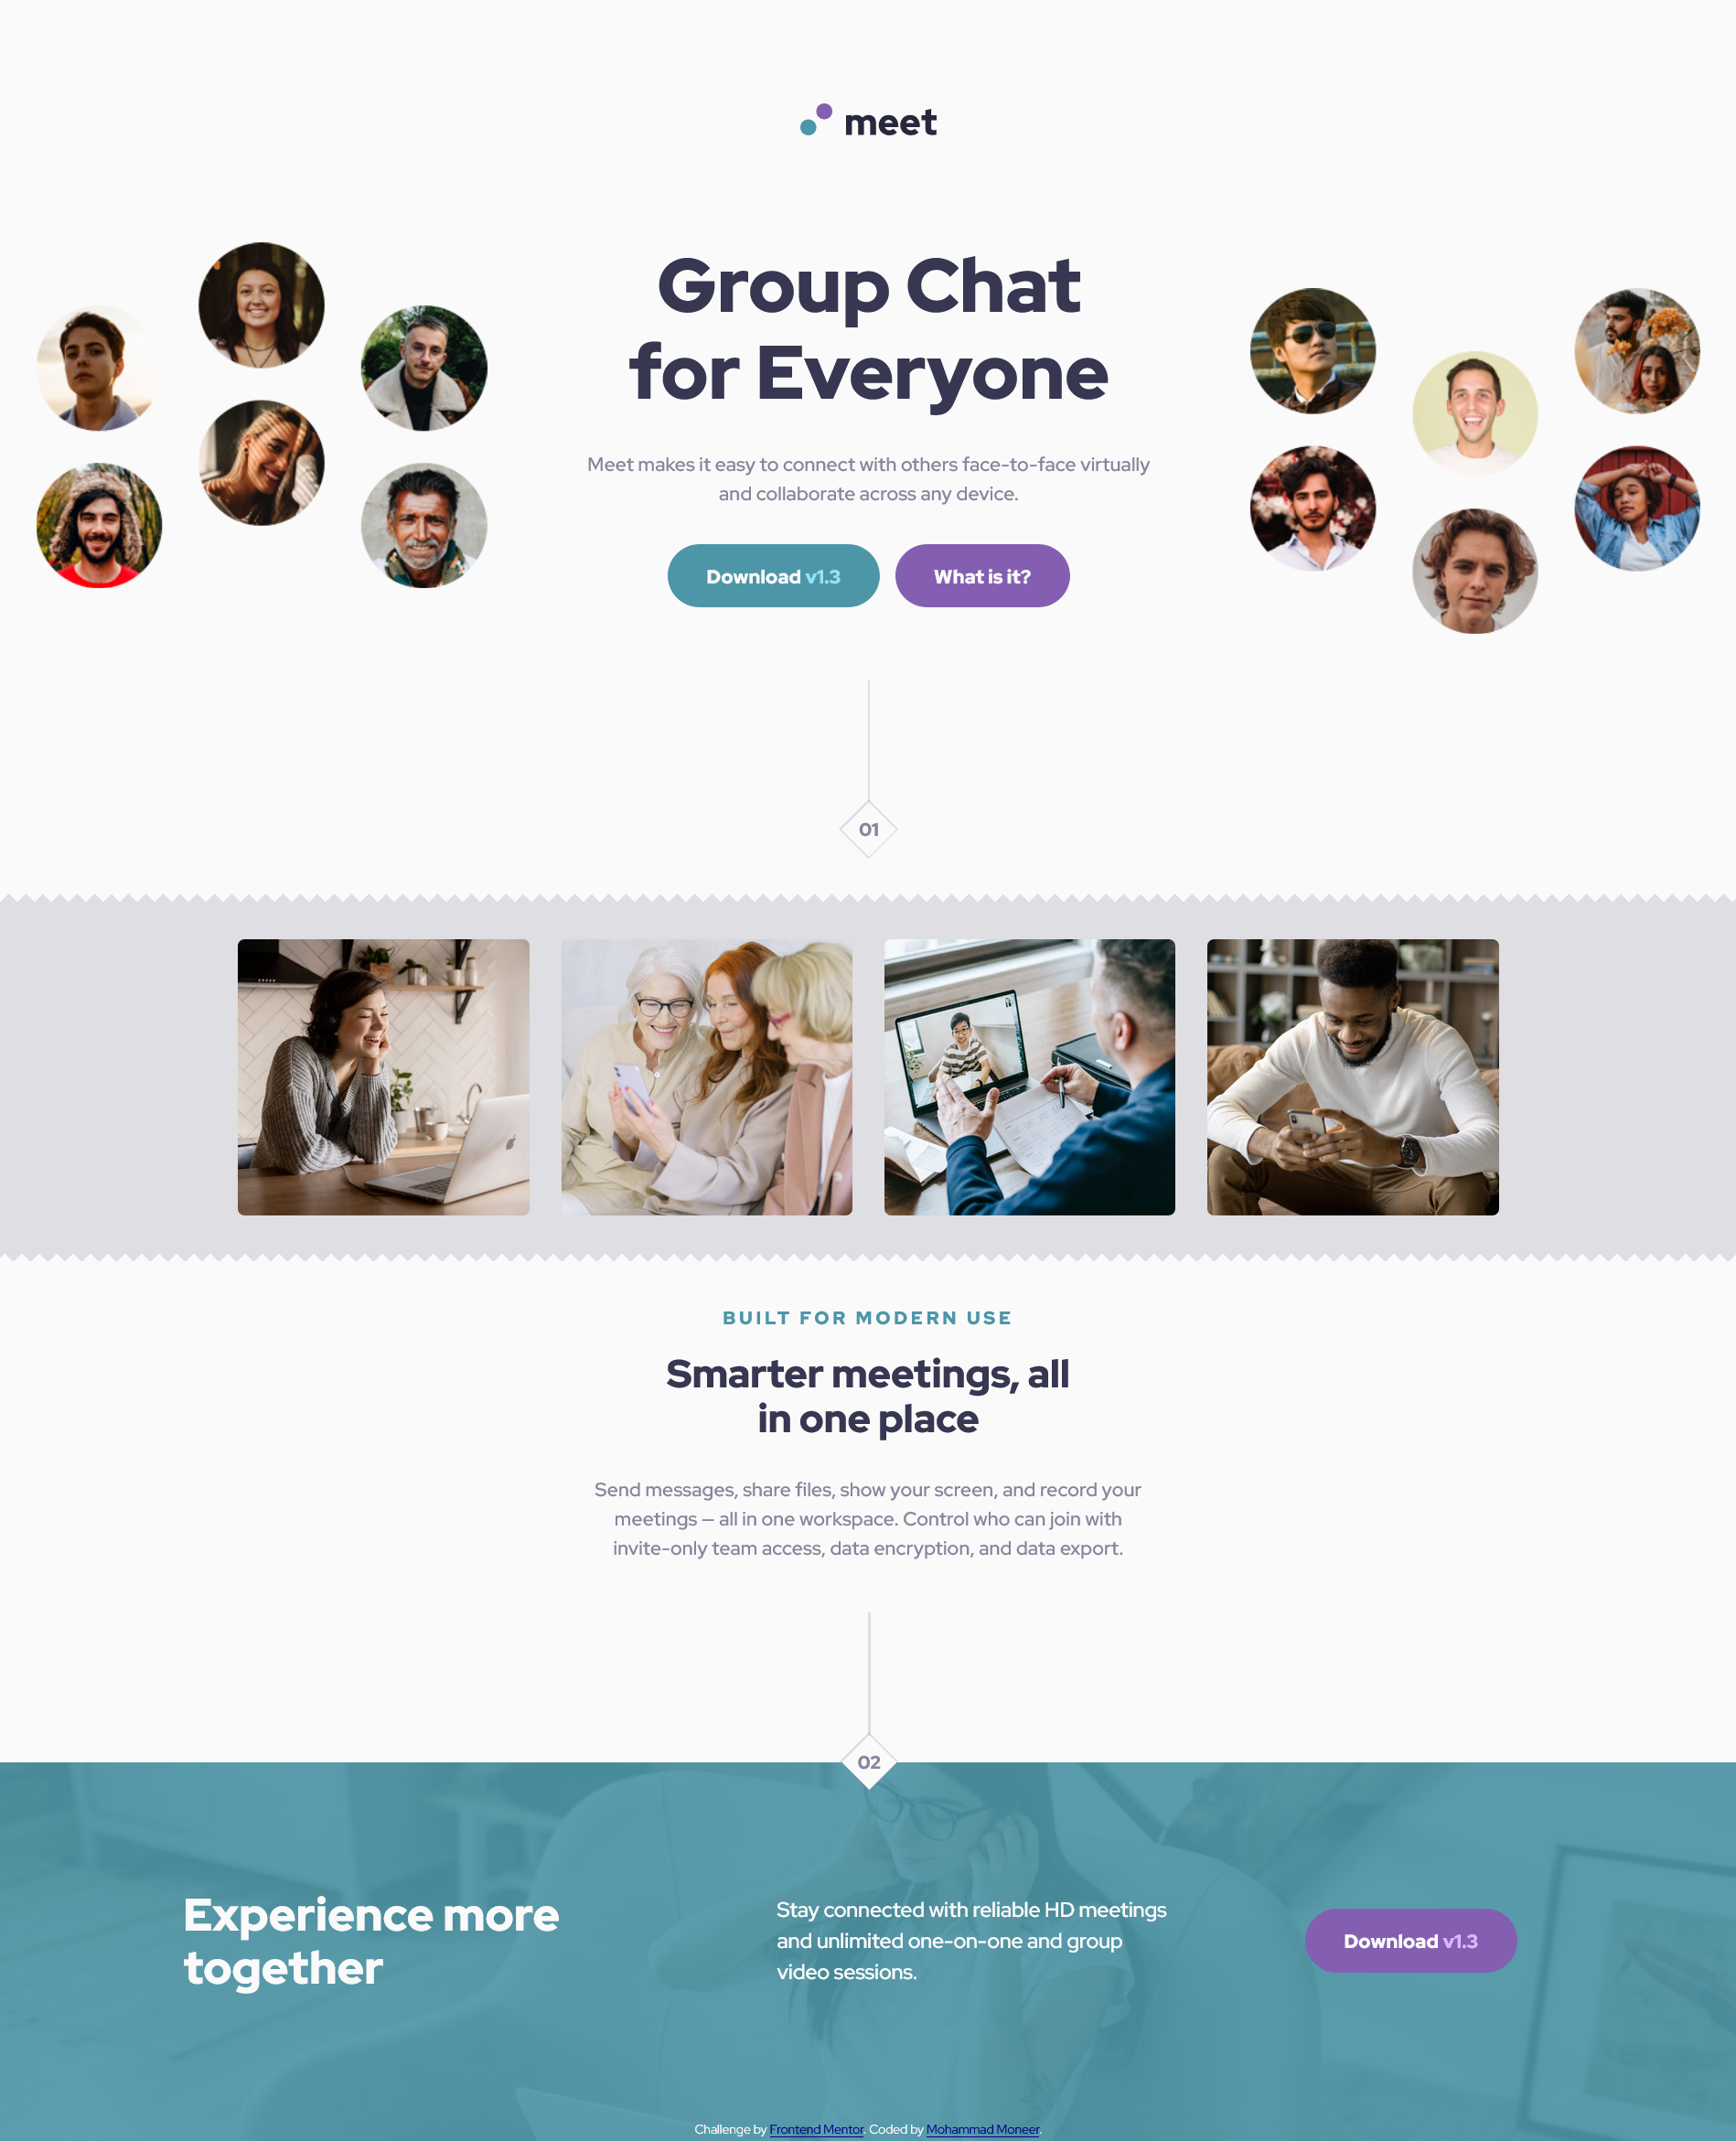 meet
Group Chat
for Everyone
Meet makes it easy to connect with others face-to-face virtually
and collaborate across any device.
Download v1.3
What is it?
01
BUILT FOR MODERN USE
Smarter meetings, all
in one place
Send messages, share files, show your screen, and record your
meetings — all in one workspace. Control who can join with
invite-only team access, data encryption, and data export.
02
Experience more
together
Stay connected with reliable HD meetings
and unlimited one-on-one and group
video sessions.
Download v1.3
Challenge by Frontend Mentor. Coded by Mohammad Moneer.